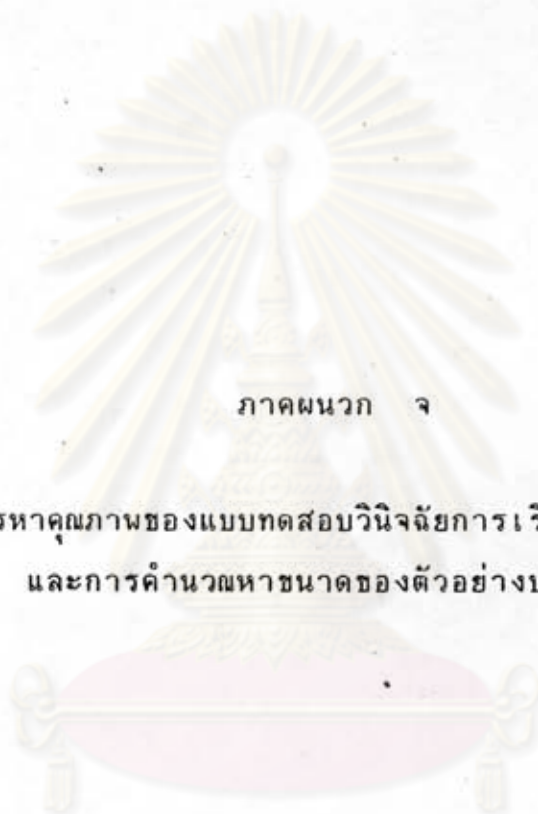 ภาคผนวก จ
รหาคุณภาพของแบบทดสอบวินิจฉัยการเรี
และการคำนวณหาขนาดของตัวอย่าง